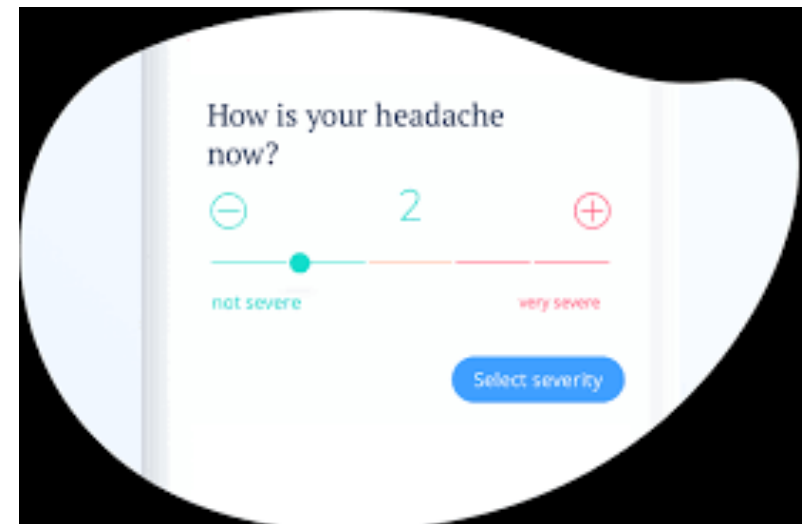 How is your headache
now?
2
not severe
very severe
Select severity